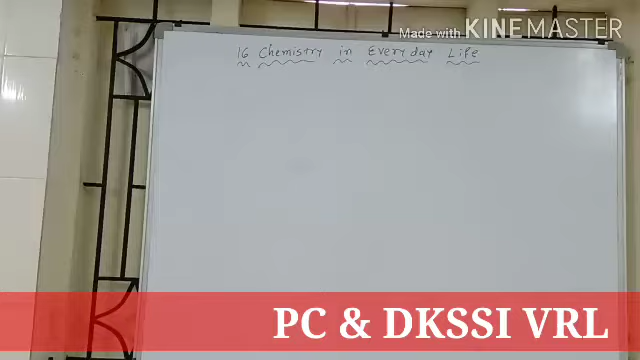 Made with KINEMASTER
16 Chemistry in Everyday Life
PC & DKSSI VRL